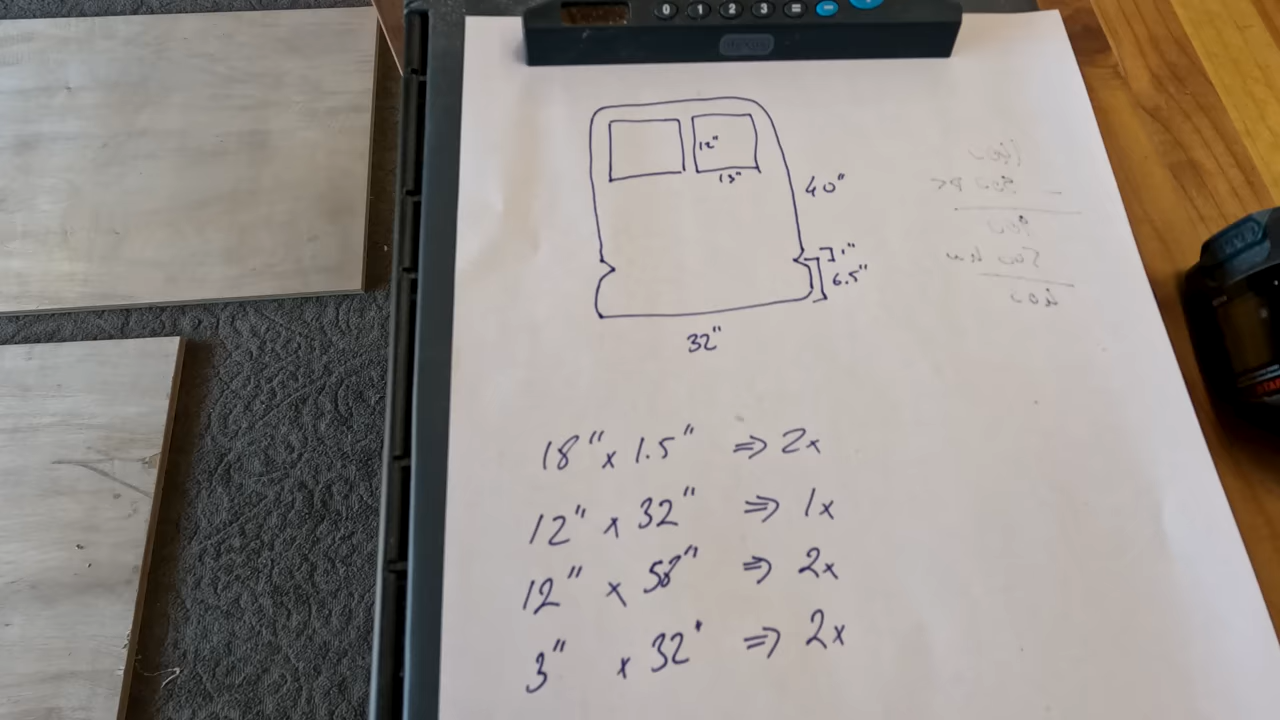 0 1 2 3 = -
12"
13"
40"
1"
6.5"
32"
18" x 1.5" => 2x
12" x 32" => 1x
12" x 58" => 2x
3" x 32" => 2x